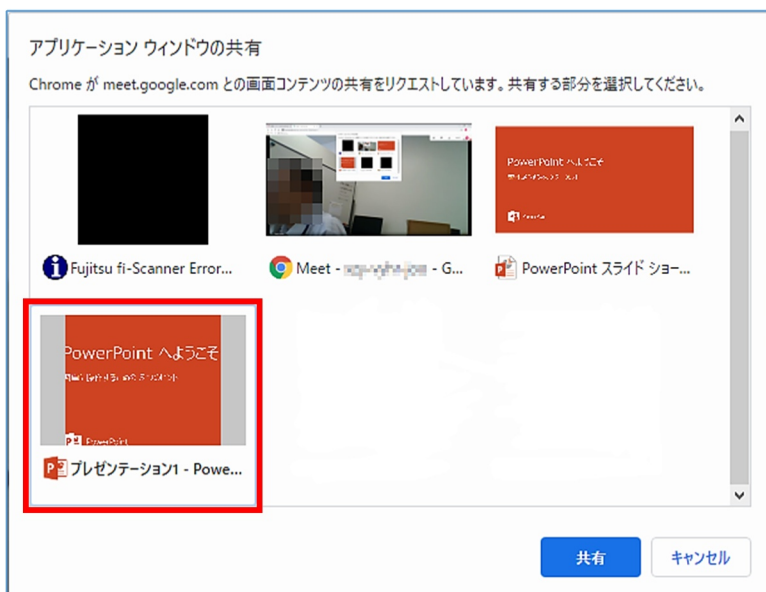 アプリケーション ウィンドウの共有
Chrome が meet.google.com との画面コンテンツの共有をリクエストしています。共有する部分を選択してください。
PowerPoint へようこそ
Fujitsu fi-Scanner Error...
Meet - - G...
PowerPoint スライド ショー...
PowerPoint へようこそ
PowerPoint
プレゼンテーション1 - Powe...
共有
キャンセル